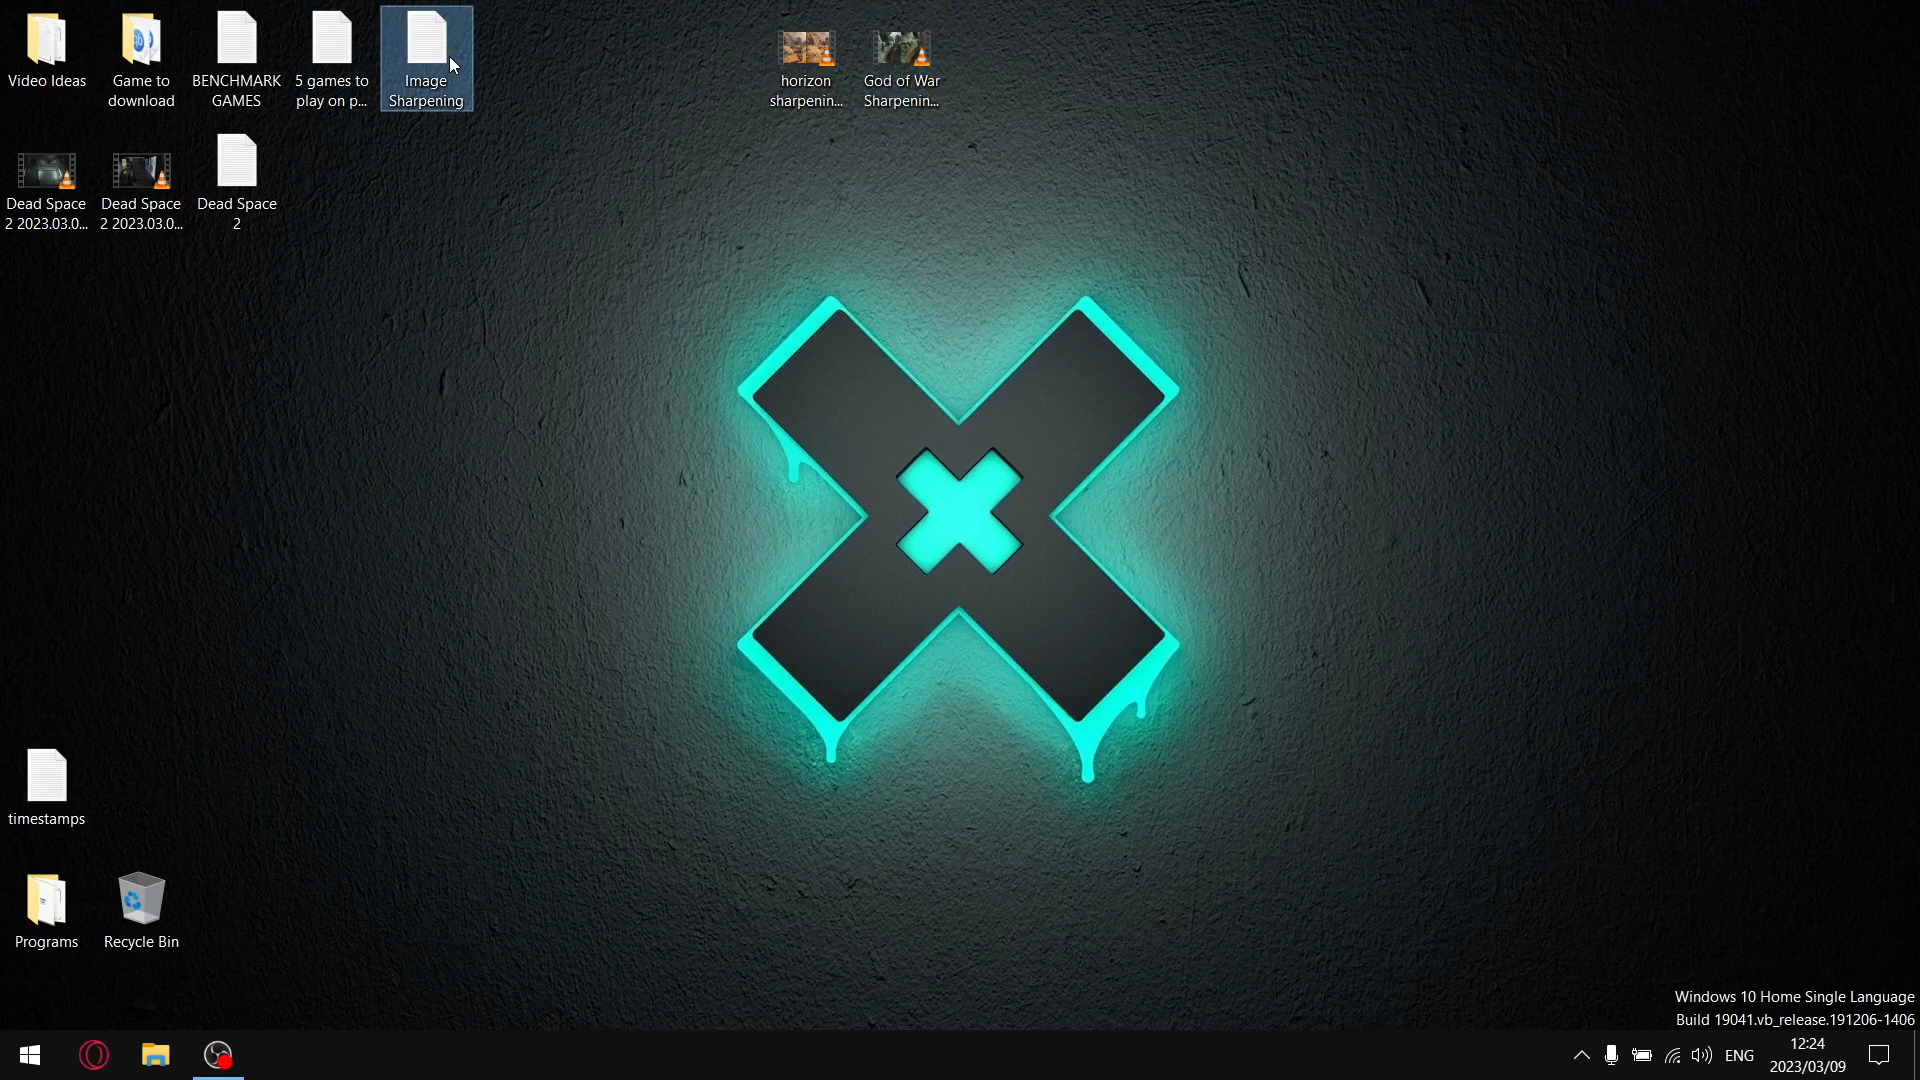 Video Ideas
Game to
download
BENCHMARK
GAMES
5 games to
play on p...
Image
Sharpening
horizon
sharpenin...
God of War
Sharpenin...
Dead Space
2 2023.03.0...
Dead Space
2 2023.03.0...
Dead Space
2
timestamps
Programs
Recycle Bin
Windows 10 Home Single Language
Build 19041.vb_release.191206-1406
ENG
12:24
2023/03/09